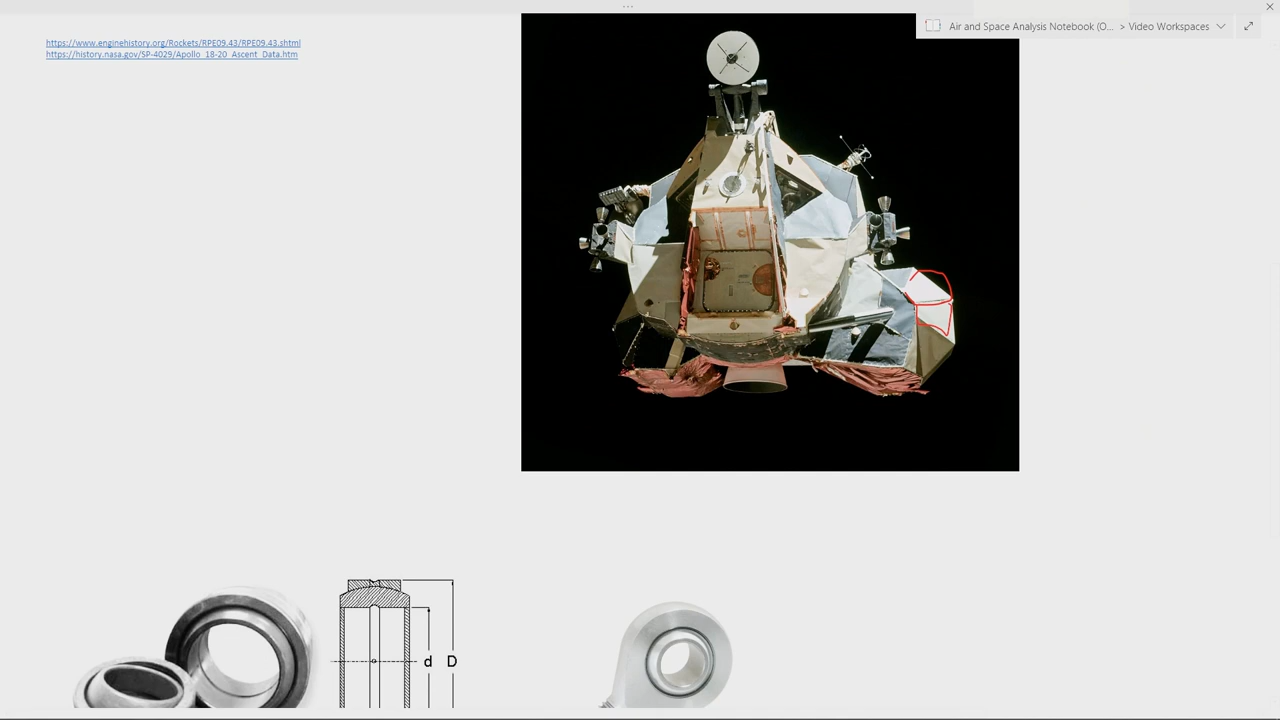 Air and Space Analysis Notebook (O... > Video Workspaces
https://www.enginehistory.org/Rockets/RPE09.43/RPE09.43.shtml
https://history.nasa.gov/SP-4029/Apollo_18-20_Ascent_Data.htm
d D